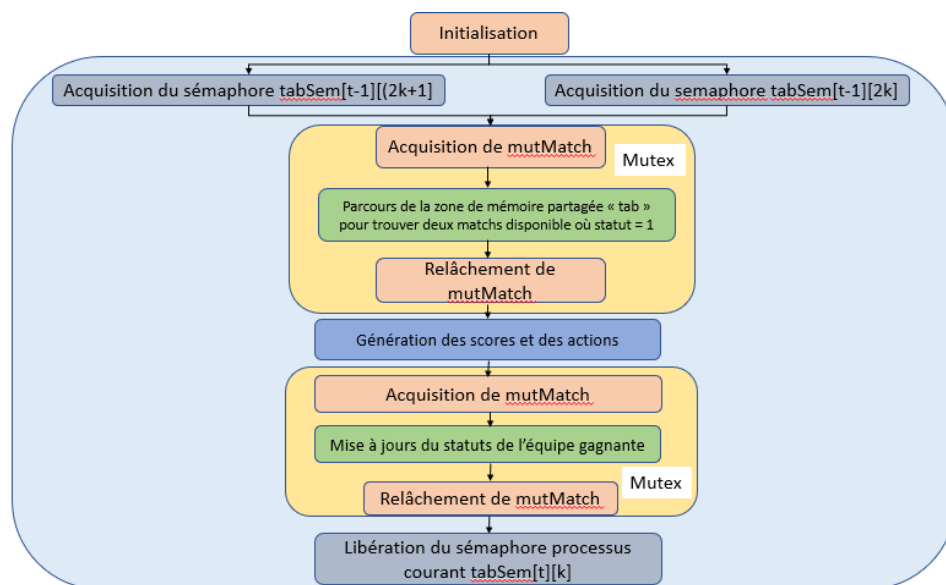 Initialisation
Acquisition du sémaphore tabSem[t-1][(2k+1]
Acquisition du semaphore tabSem[t-1][2k]
Acquisition de mutMatch
Mutex
Parcours de la zone de mémoire partagée « tab »
pour trouver deux matchs disponible où statut = 1
Relâchement de
mutMatch
Génération des scores et des actions
Acquisition de mutMatch
Mise à jours du statuts de l'équipe gagnante
Mutex
Relâchement de mutMatch
Libération du sémaphore processus
courant tabSem[t][k]